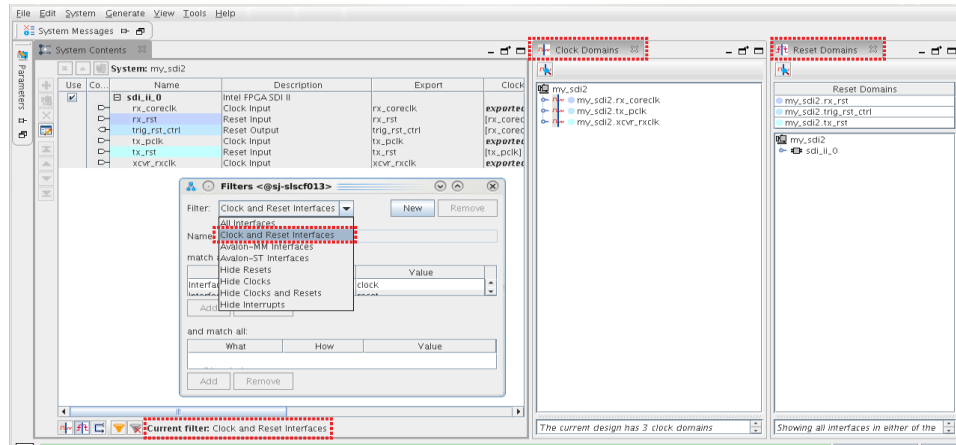 File Edit System Generate View Tools Help
System Messages
System Contents
Clock Domains
Reset Domains
Parameters
System: my_sdi2
Use Co... Name Description Export Clock
sdi_ii_0 Intel FPGA SDI II
rx_coreclk Clock Input rx_coreclk exported
rx_rst Reset Input rx_rst [rx_corec
trig_rst_ctrl Reset Output trig_rst_ctrl [rx_corec
tx_pclk Clock Input tx_pclk exported
tx_rst Reset Input tx_rst [tx_pclk]
xcvr_rxclk Clock Input xcvr_rxclk exported
my_sdi2
my_sdi2.rx_coreclk
my_sdi2.tx_pclk
my_sdi2.xcvr_rxclk
Reset Domains
my_sdi2.rx_rst
my_sdi2.trig_rst_ctrl
my_sdi2.tx_rst
my_sdi2
sdi_ii_0
Filters <@sj-slscf013>
Filter: Clock and Reset Interfaces New Remove
All Interfaces
Name: Clock and Reset Interfaces
Avalon-MM Interfaces
match Avalon-ST Interfaces
Hide Resets Value
Interfa Hide Clocks clock
Hide Clocks and Resets reset
Add Hide Interrupts
and match all:
What How Value
Add Remove
Current filter: Clock and Reset Interfaces
The current design has 3 clock domains
Showing all interfaces in either of the